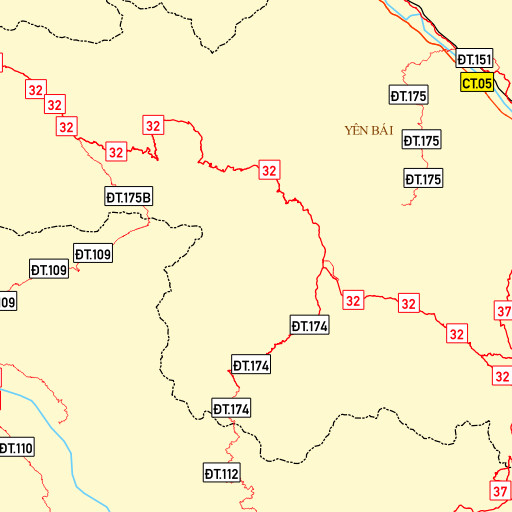 ĐT.151
CT.05
32
ĐT.175
32
32
32
YÊN BÁI
ĐT.175
32
32
ĐT.175
ĐT.175B
ĐT.109
ĐT.109
109
32
32
37
ĐT.174
32
ĐT.174
32
ĐT.174
ĐT.110
ĐT.112
37